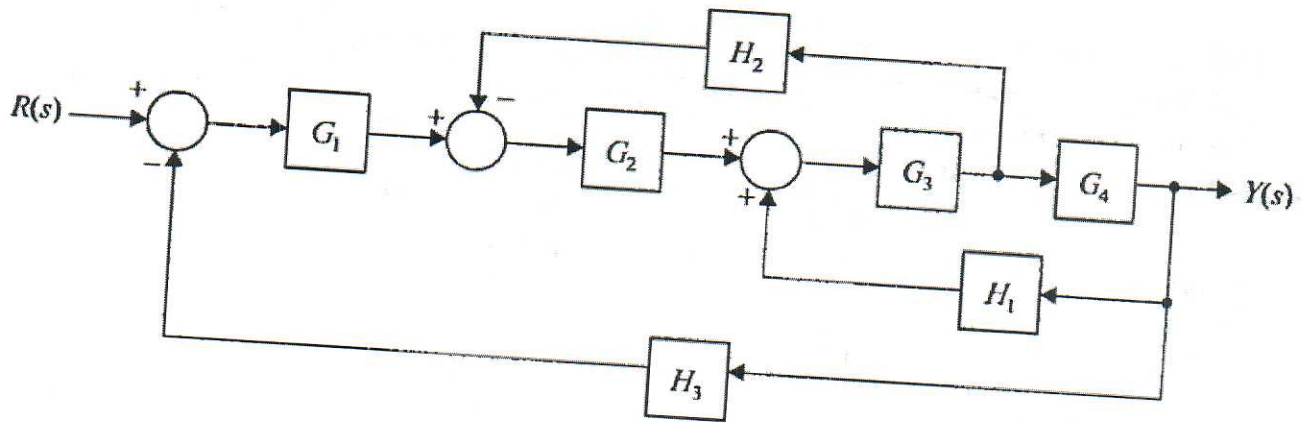 H₂
R(s) + − G₁ + − G₂ + + G₃ G₄ Y(s)
H₁
H₃